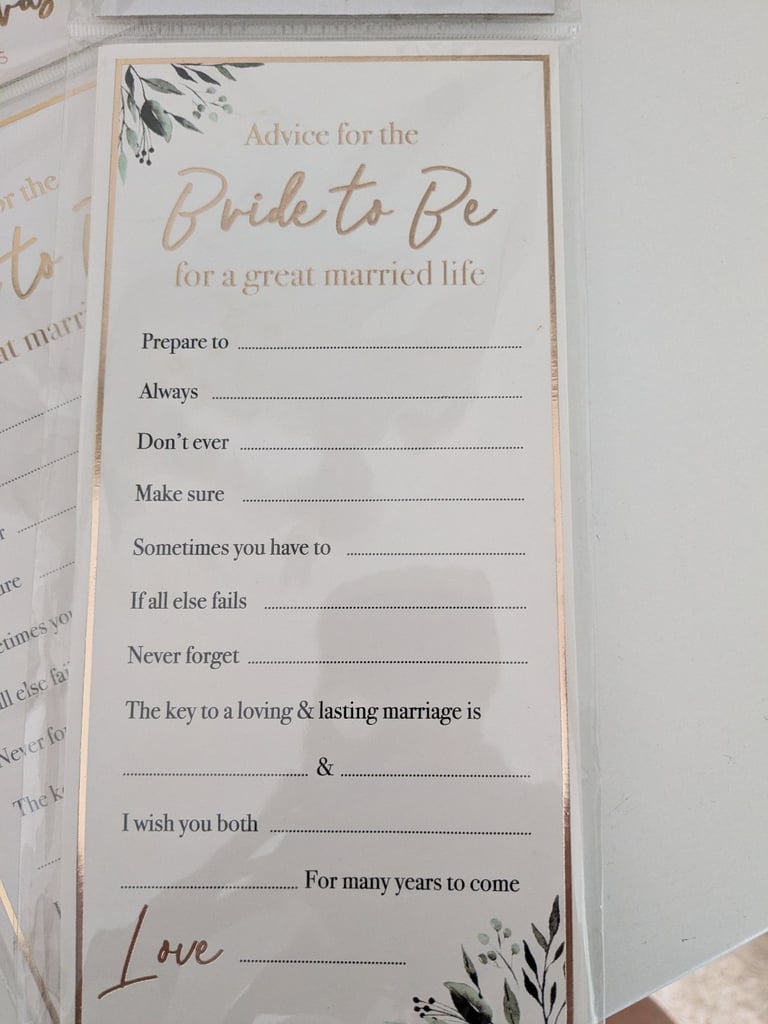 Advice for the
Bride to Be
for a great married life
Prepare to ..........
Always ..........
Don't ever ..........
Make sure ..........
Sometimes you have to ..........
If all else fails ..........
Never forget ..........
The key to a loving & lasting marriage is
.......... & ..........
I wish you both ..........
.......... For many years to come
Love ..........